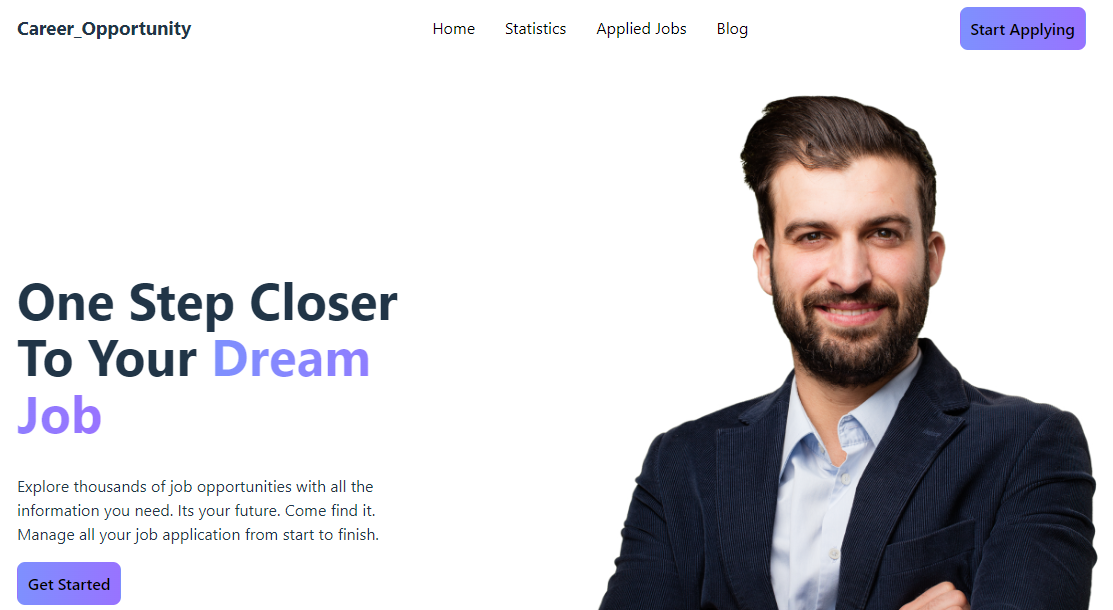 Career_Opportunity
Home
Statistics
Applied Jobs
Blog
Start Applying
One Step Closer
To Your Dream
Job
Explore thousands of job opportunities with all the
information you need. Its your future. Come find it.
Manage all your job application from start to finish.
Get Started